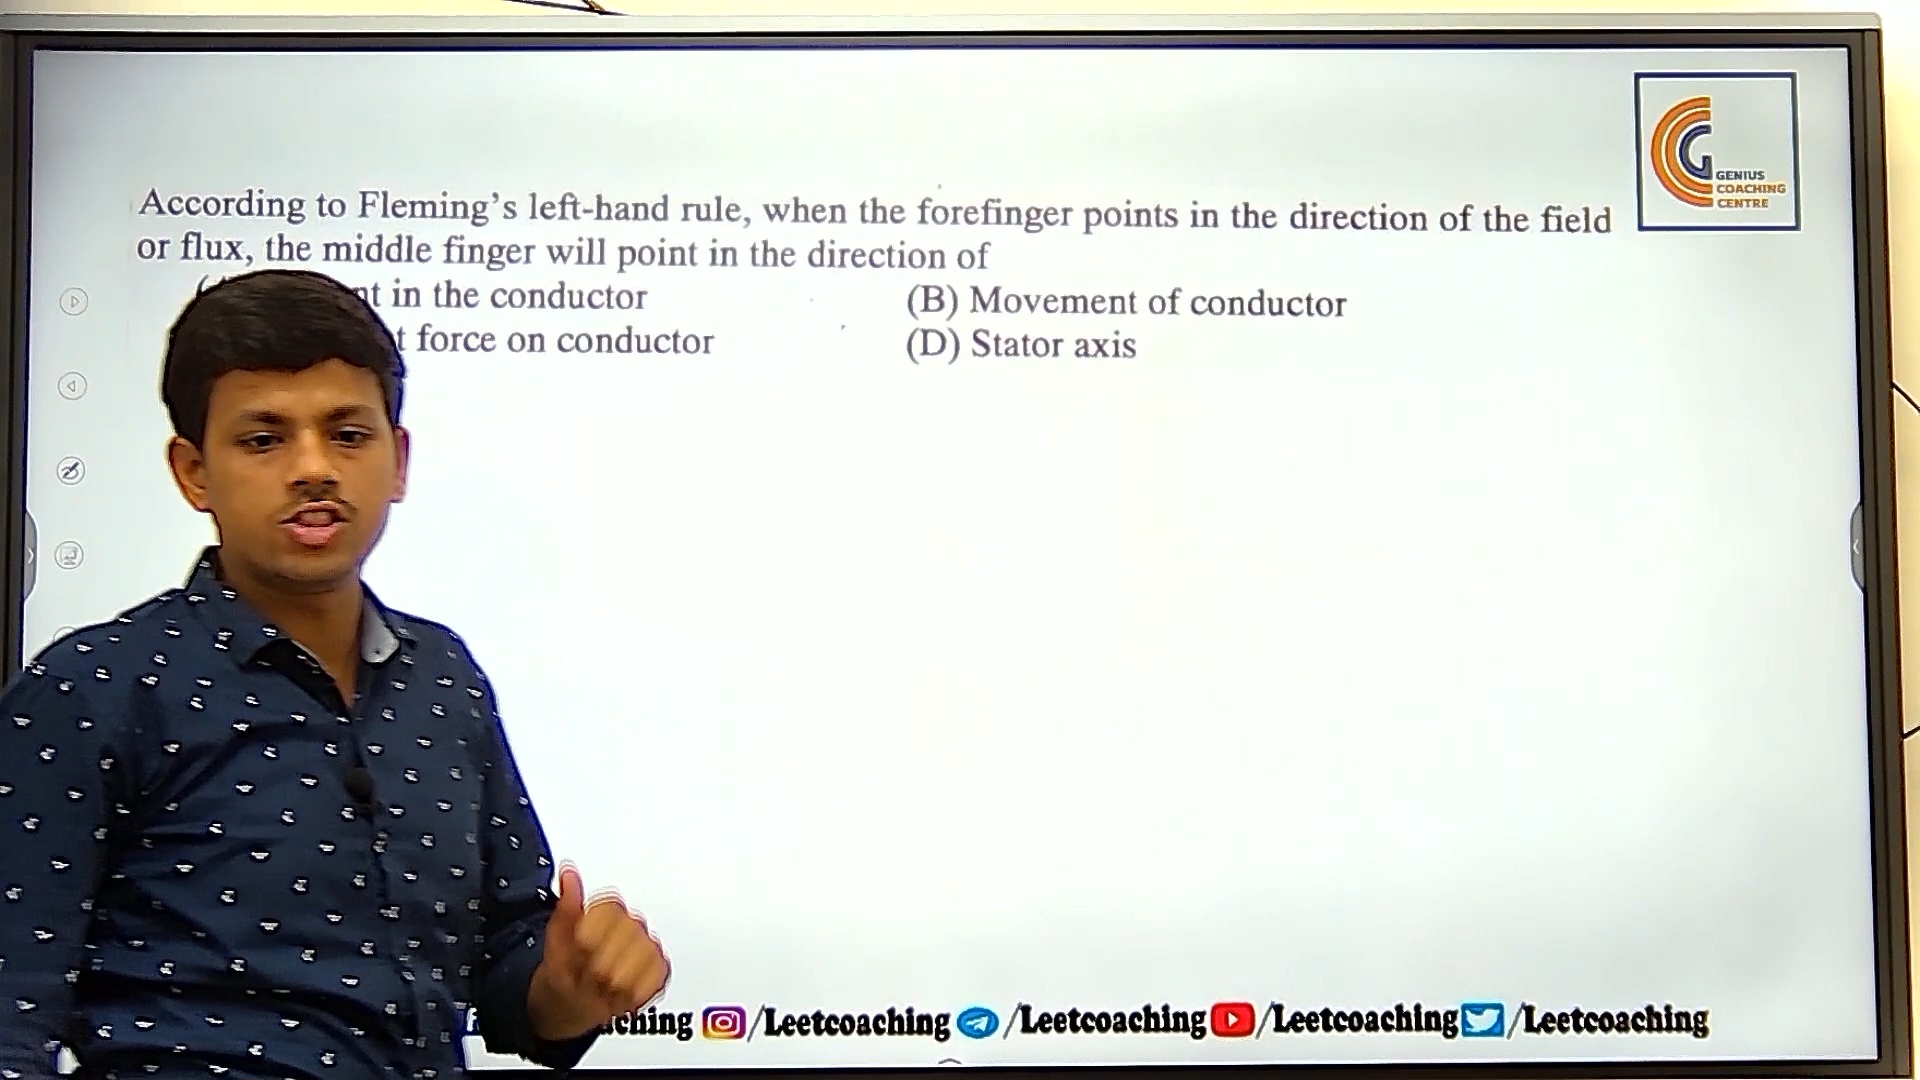 GENIUS
COACHING
CENTRE
According to Fleming's left-hand rule, when the forefinger points in the direction of the field
or flux, the middle finger will point in the direction of
in the conductor (B) Movement of conductor
force on conductor (D) Stator axis
/Leetcoaching /Leetcoaching /Leetcoaching /Leetcoaching